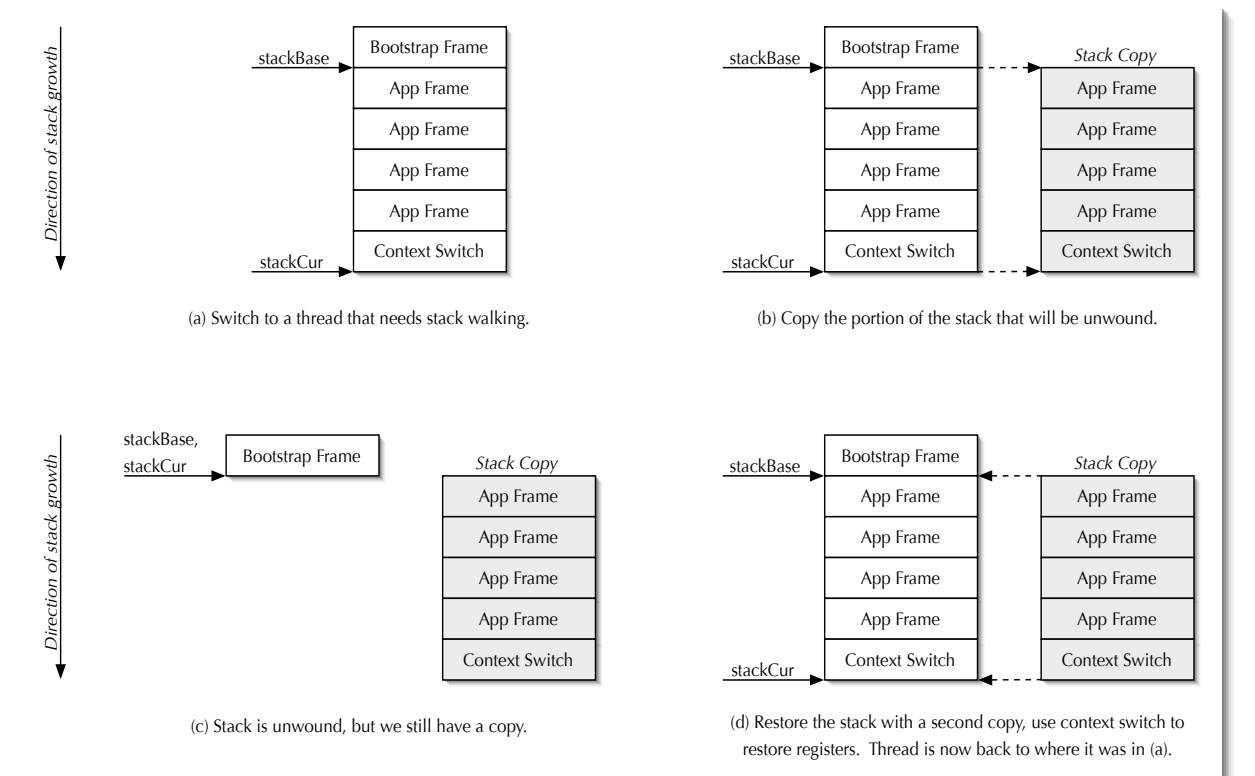 Direction of stack growth
stackBase
Bootstrap Frame
App Frame
App Frame
App Frame
App Frame
stackCur
Context Switch
(a) Switch to a thread that needs stack walking.
stackBase
Bootstrap Frame
App Frame
App Frame
App Frame
App Frame
stackCur
Context Switch
Stack Copy
App Frame
App Frame
App Frame
App Frame
Context Switch
(b) Copy the portion of the stack that will be unwound.
Direction of stack growth
stackBase,
stackCur
Bootstrap Frame
Stack Copy
App Frame
App Frame
App Frame
App Frame
Context Switch
(c) Stack is unwound, but we still have a copy.
stackBase
Bootstrap Frame
App Frame
App Frame
App Frame
App Frame
stackCur
Context Switch
Stack Copy
App Frame
App Frame
App Frame
App Frame
Context Switch
(d) Restore the stack with a second copy, use context switch to
restore registers. Thread is now back to where it was in (a).